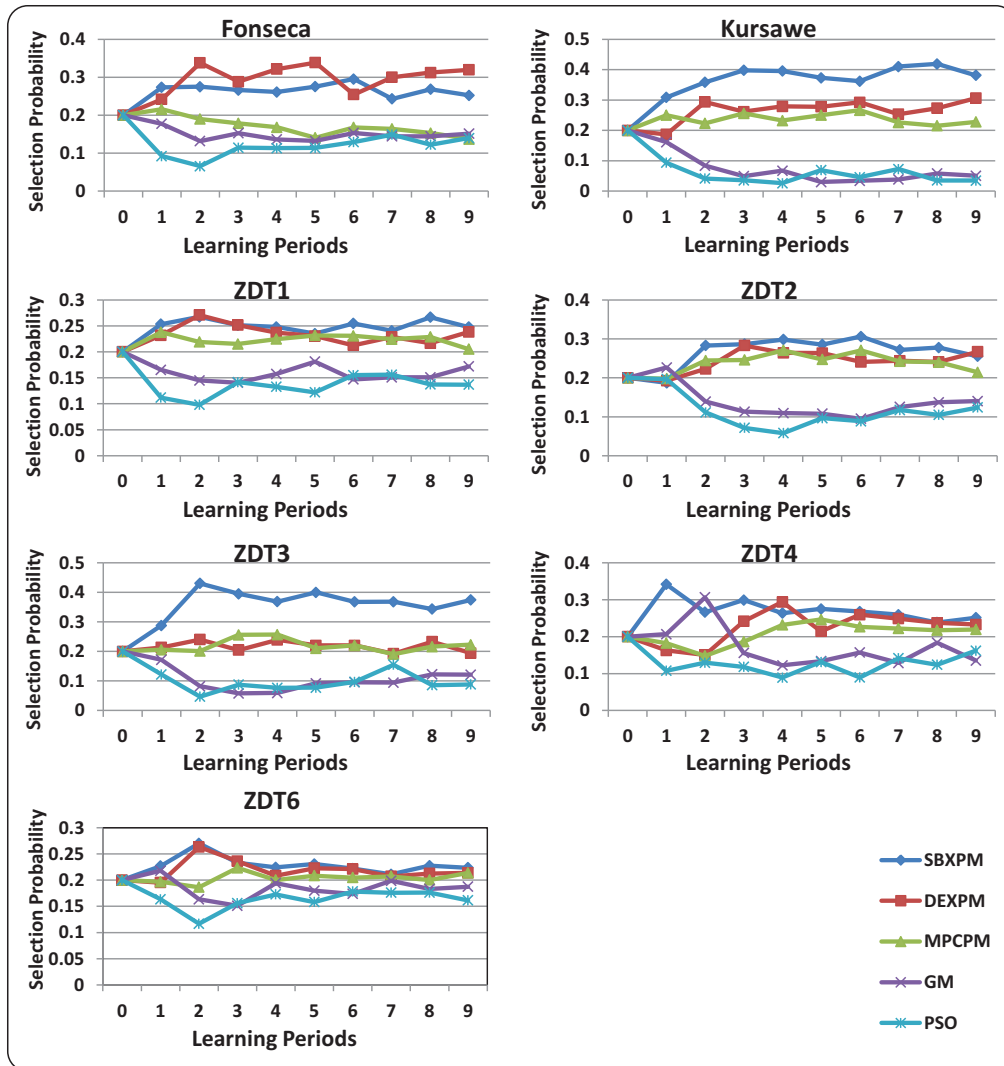 Fonseca
Selection Probability
0.4
0.3
0.2
0.1
0
0 1 2 3 4 5 6 7 8 9
Learning Periods
Kursawe
Selection Probability
0.5
0.4
0.3
0.2
0.1
0
0 1 2 3 4 5 6 7 8 9
Learning Periods
ZDT1
Selection Probability
0.3
0.25
0.2
0.15
0.1
0.05
0
0 1 2 3 4 5 6 7 8 9
Learning Periods
ZDT2
Selection Probability
0.4
0.3
0.2
0.1
0
0 1 2 3 4 5 6 7 8 9
Learning Periods
ZDT3
Selection Probability
0.5
0.4
0.3
0.2
0.1
0
0 1 2 3 4 5 6 7 8 9
Learning Periods
ZDT4
Selection Probability
0.4
0.3
0.2
0.1
0
0 1 2 3 4 5 6 7 8 9
Learning Periods
ZDT6
Selection Probability
0.3
0.25
0.2
0.15
0.1
0.05
0
0 1 2 3 4 5 6 7 8 9
Learning Periods
SBXPM
DEXPM
MPCPM
GM
PSO